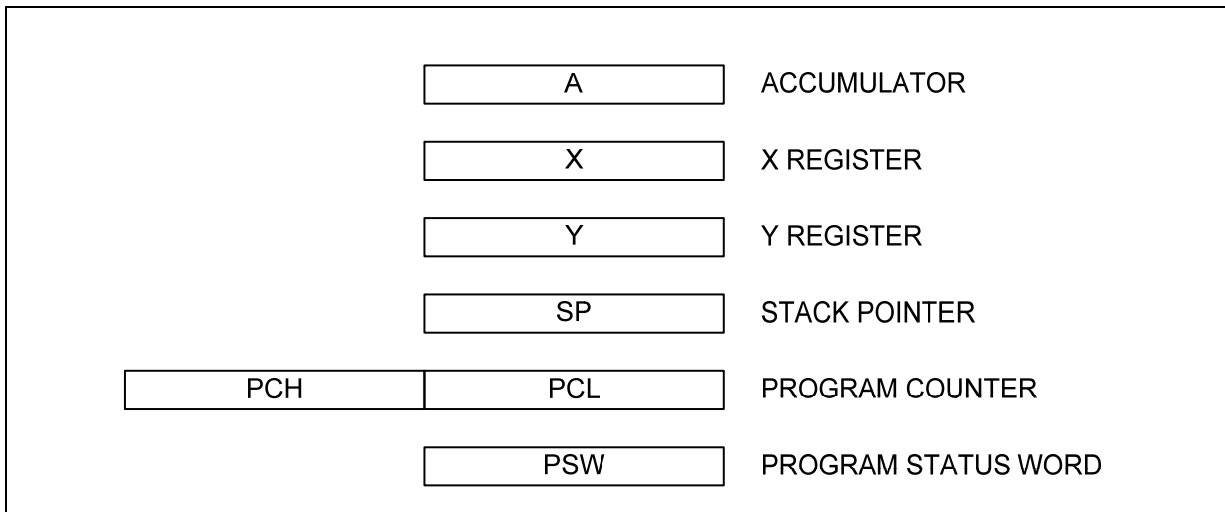 A ACCUMULATOR
X X REGISTER
Y Y REGISTER
SP STACK POINTER
PCH PCL PROGRAM COUNTER
PSW PROGRAM STATUS WORD